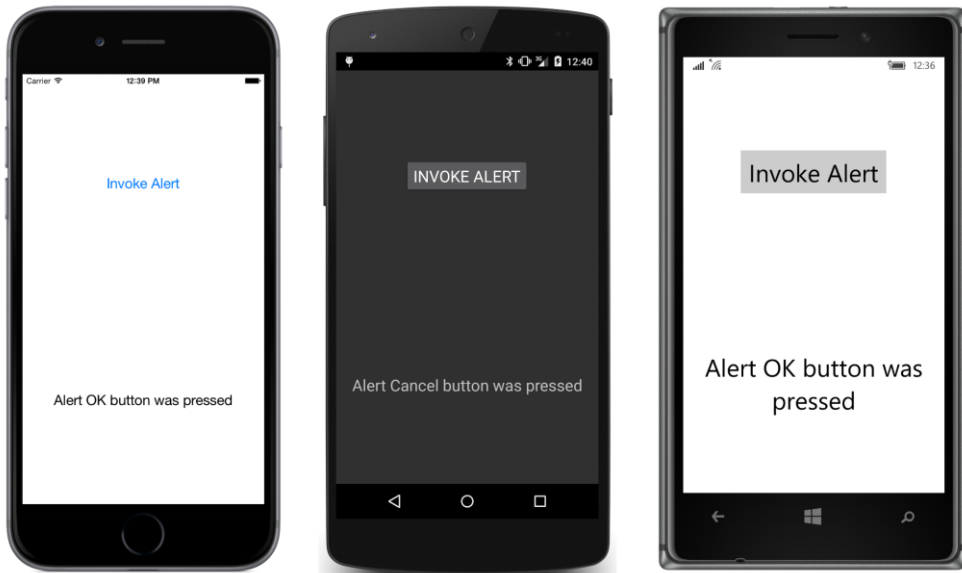 Carrier 12:39 PM
Invoke Alert
Alert OK button was pressed
3G 12:40
INVOKE ALERT
Alert Cancel button was pressed
12:36
Invoke Alert
Alert OK button was
pressed